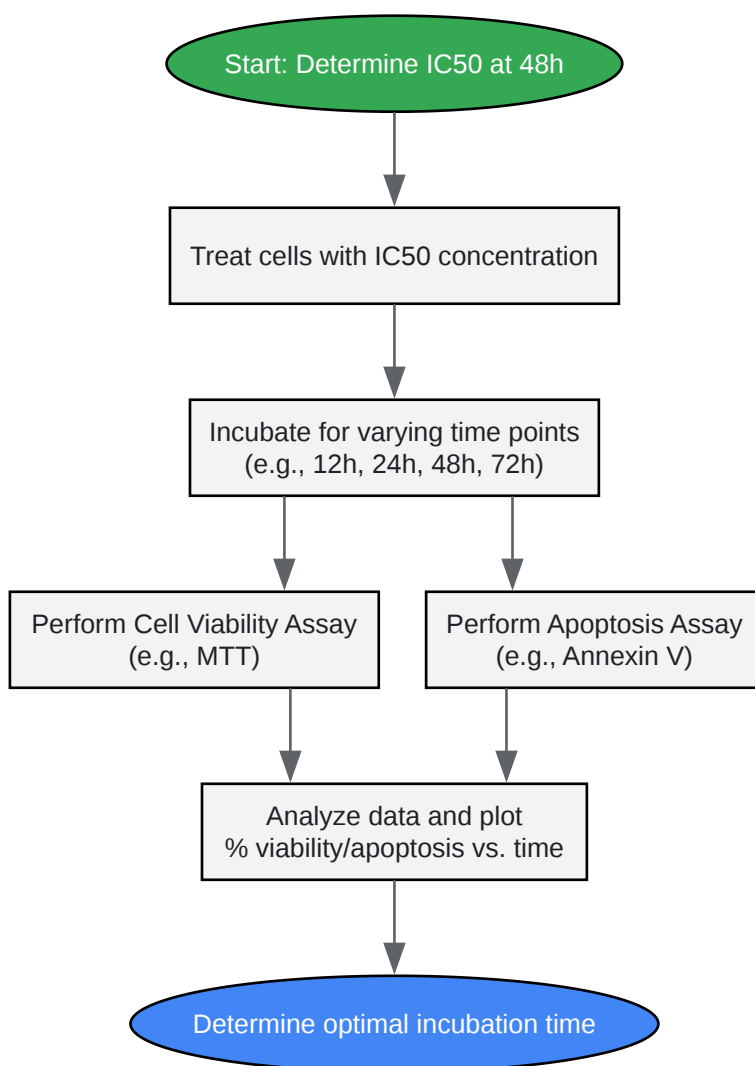 Start: Determine IC50 at 48h
Treat cells with IC50 concentration
Incubate for varying time points
(e.g., 12h, 24h, 48h, 72h)
Perform Cell Viability Assay
(e.g., MTT)
Perform Apoptosis Assay
(e.g., Annexin V)
Analyze data and plot
% viability/apoptosis vs. time
Determine optimal incubation time